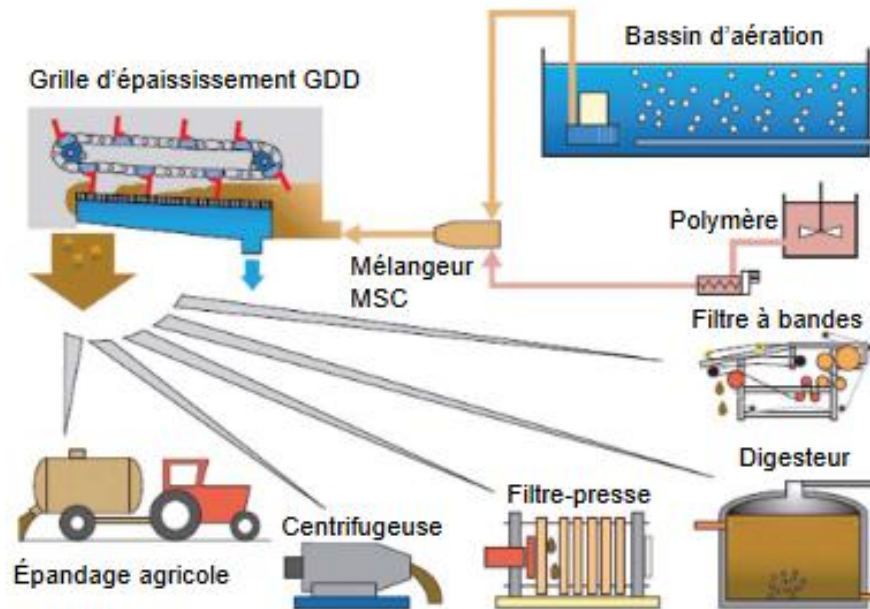 Bassin d'aération
Grille d'épaississement GDD
Polymère
Mélangeur
MSC
Filtre à bandes
Digesteur
Filtre-presse
Centrifugeuse
Épandage agricole